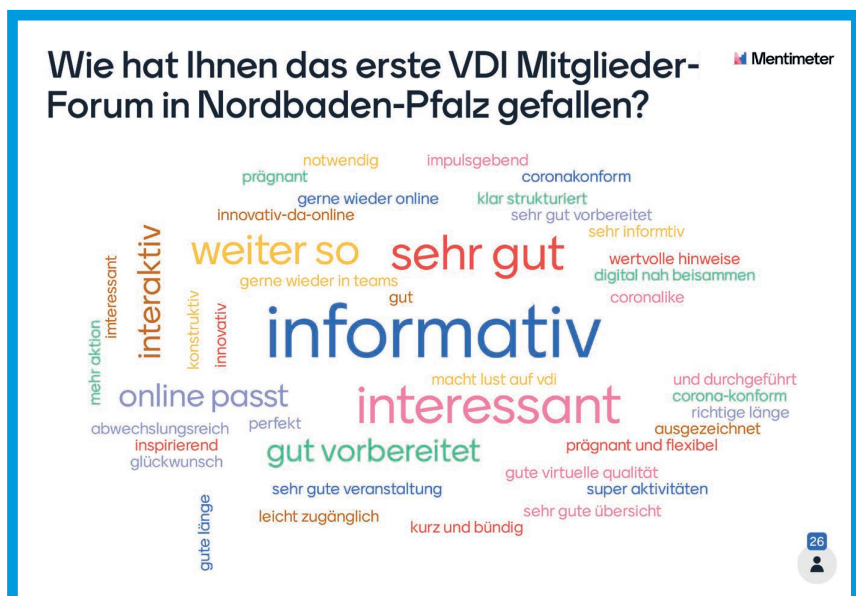 Wie hat Ihnen das erste VDI Mitglieder-
Forum in Nordbaden-Pfalz gefallen?
Mentimeter
notwendig
impulsgebend
prägnant
coronakonform
gerne wieder online
klar strukturiert
innovativ-da-online
sehr gut vorbereitet
sehr informtiv
weiter so
sehr gut
wertvolle hinweise
digital nah beisammen
gerne wieder in teams
coronalike
gut
imteressant
interaktiv
konstruktiv
innovativ
informativ
mehr aktion
online passt
macht lust auf vdi
interessant
und durchgeführt
corona-konform
richtige länge
abwechslungsreich
perfekt
ausgezeichnet
inspirierend
gut vorbereitet
prägnant und flexibel
glückwunsch
gute virtuelle qualität
sehr gute veranstaltung
super aktivitäten
gute länge
leicht zugänglich
kurz und bündig
sehr gute übersicht
26